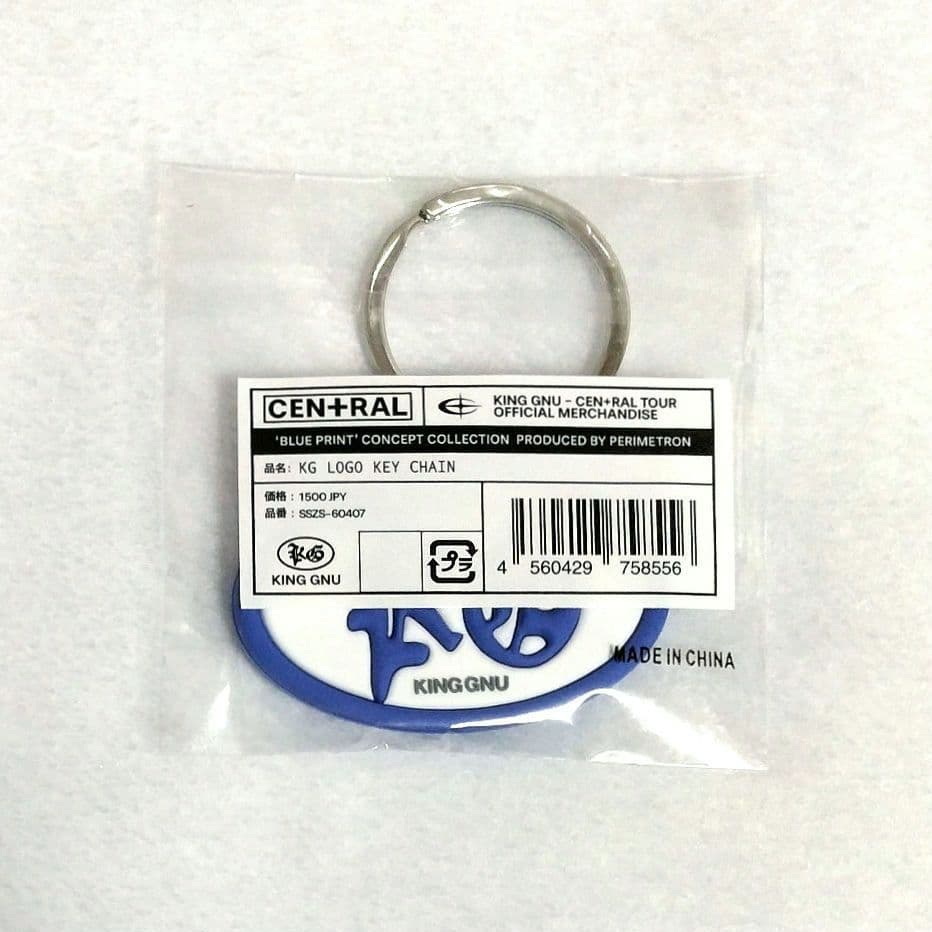 CEN+RAL
KING GNU – CEN+RAL TOUR
OFFICIAL MERCHANDISE
'BLUE PRINT' CONCEPT COLLECTION PRODUCED BY PERIMETRON
品名: KG LOGO KEY CHAIN
価格 : 1500 JPY
品番 : SSZS-60407
KG
KING GNU
プラ
4 560429 758556
KG
KING GNU
MADE IN CHINA